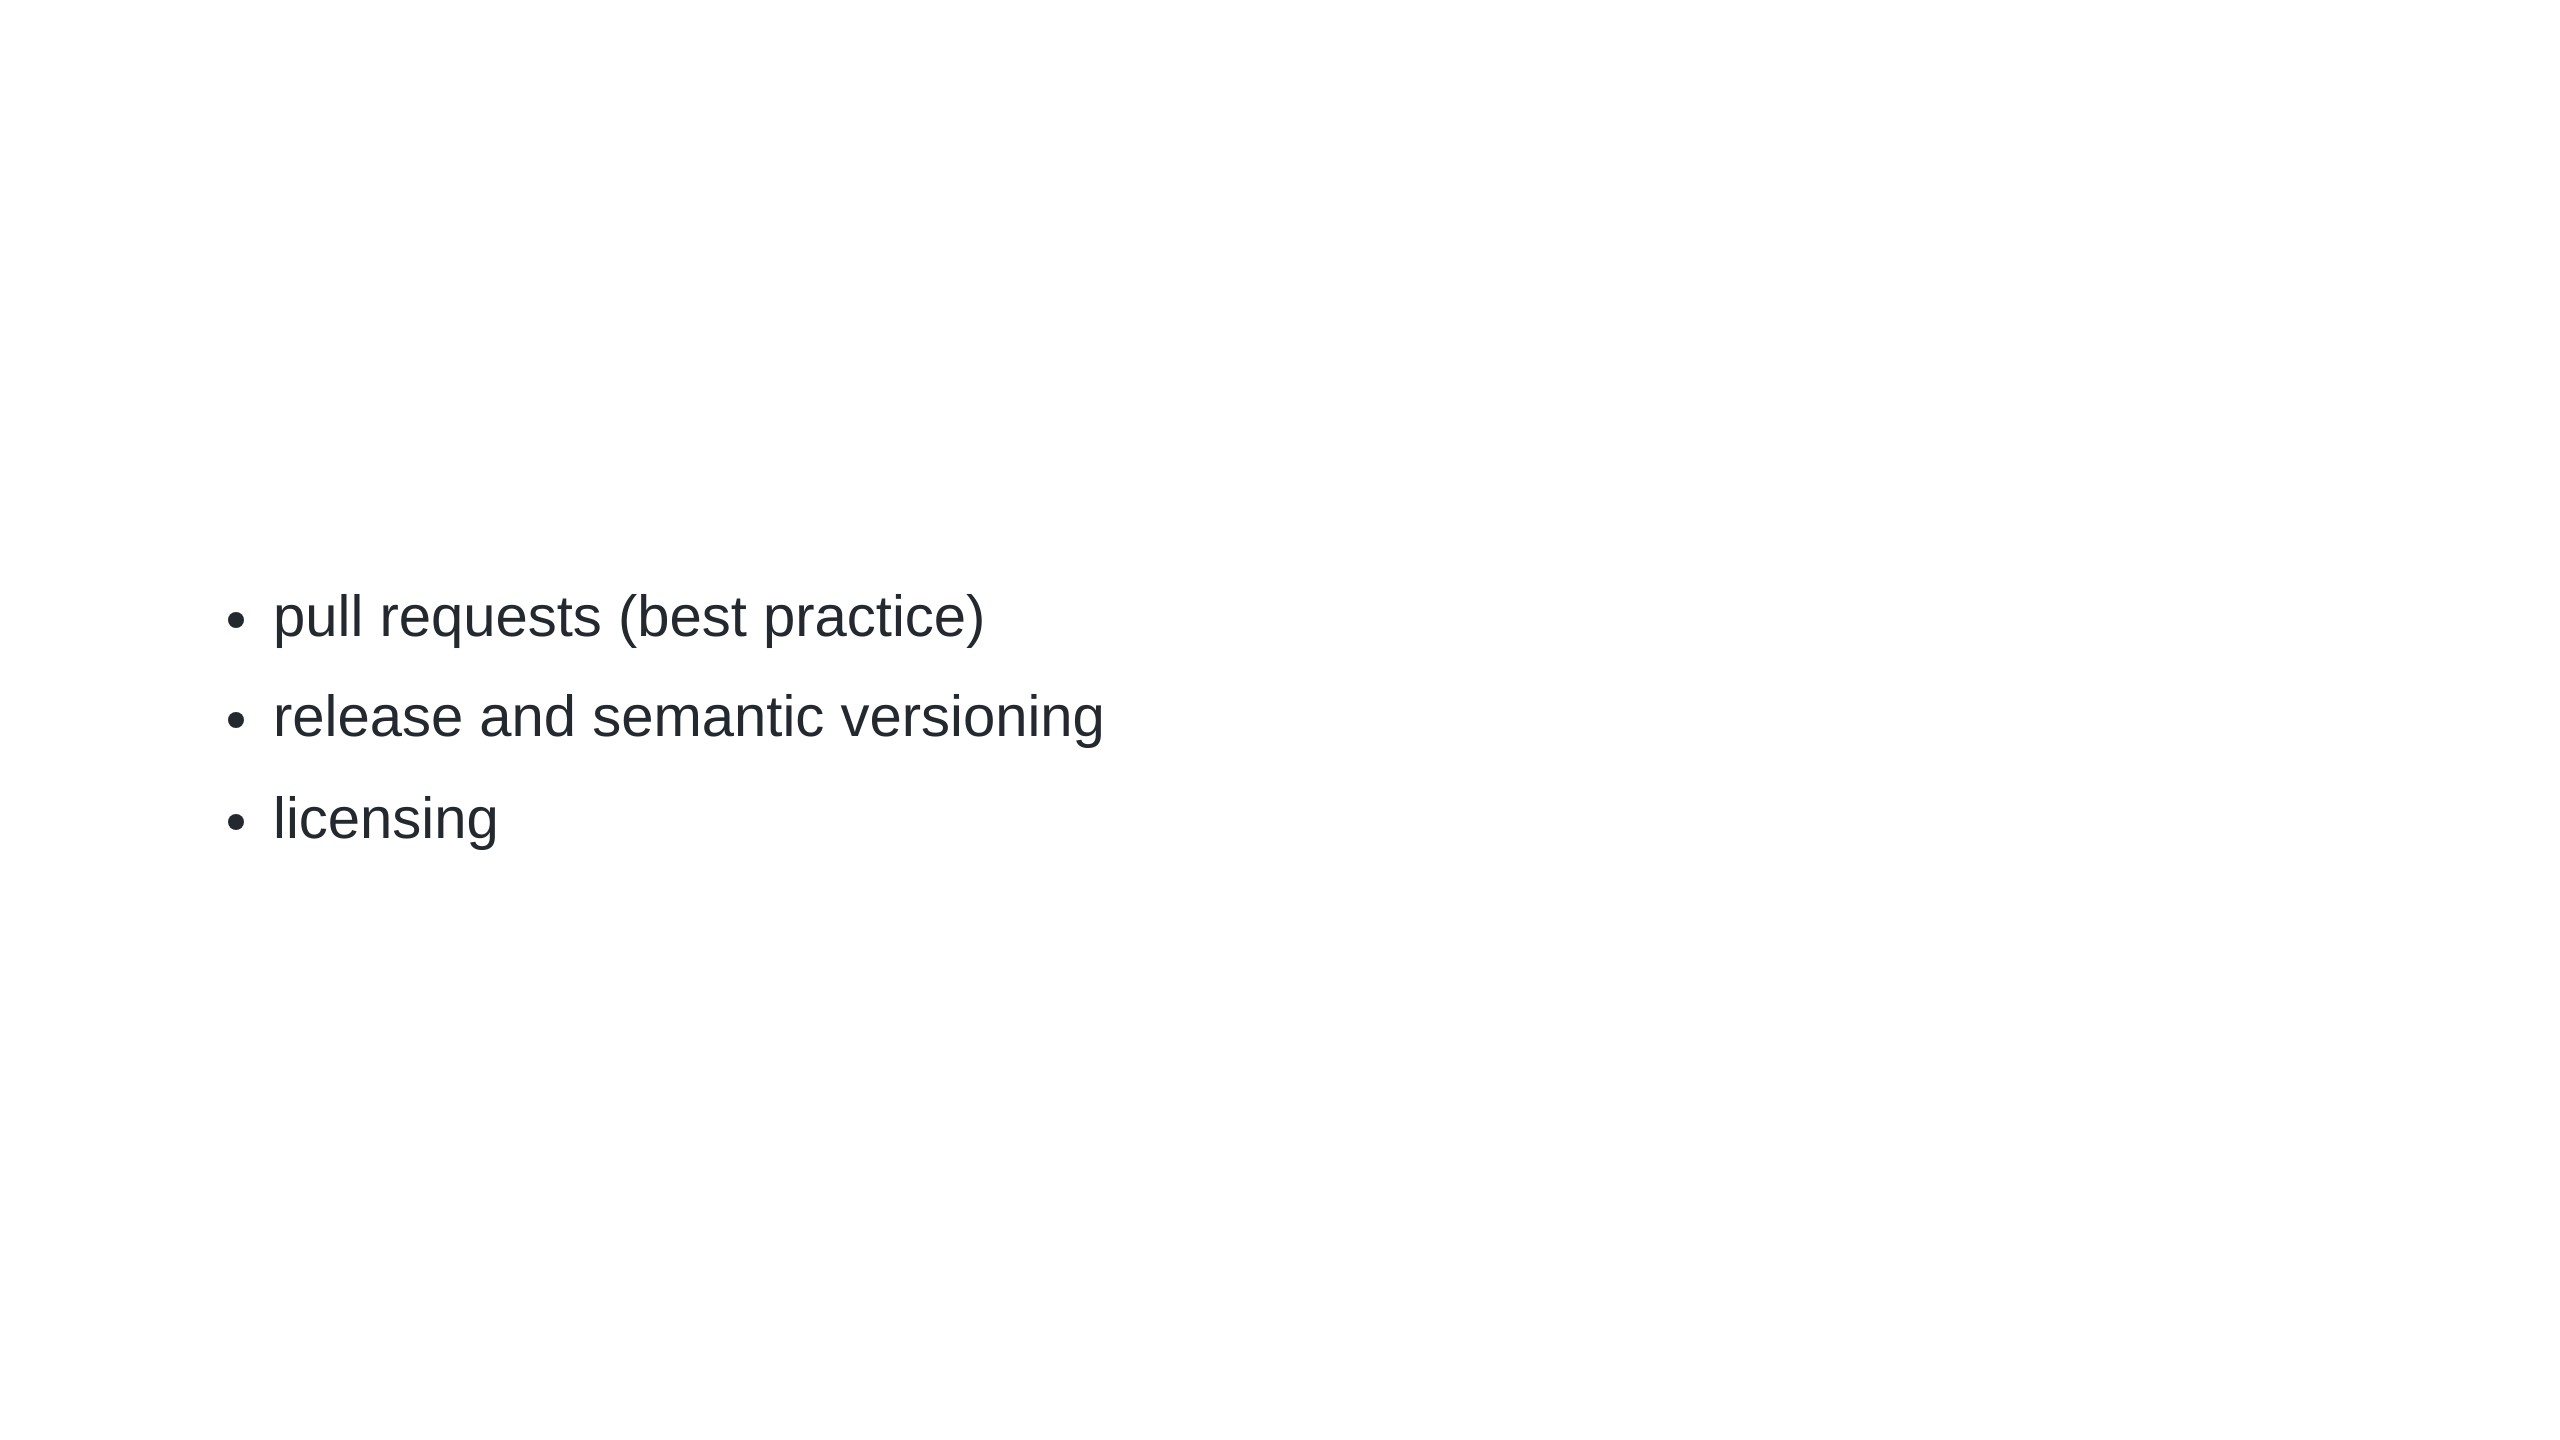 • pull requests (best practice)
• release and semantic versioning
• licensing